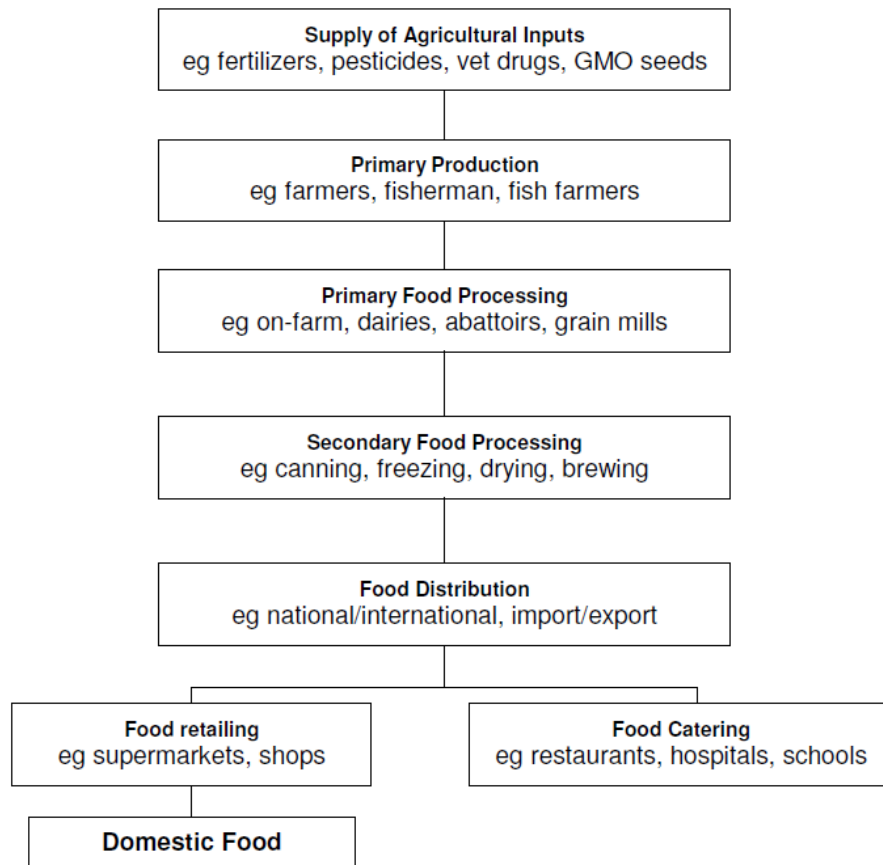 Supply of Agricultural Inputs
eg fertilizers, pesticides, vet drugs, GMO seeds
Primary Production
eg farmers, fisherman, fish farmers
Primary Food Processing
eg on-farm, dairies, abattoirs, grain mills
Secondary Food Processing
eg canning, freezing, drying, brewing
Food Distribution
eg national/international, import/export
Food retailing
eg supermarkets, shops
Food Catering
eg restaurants, hospitals, schools
Domestic Food